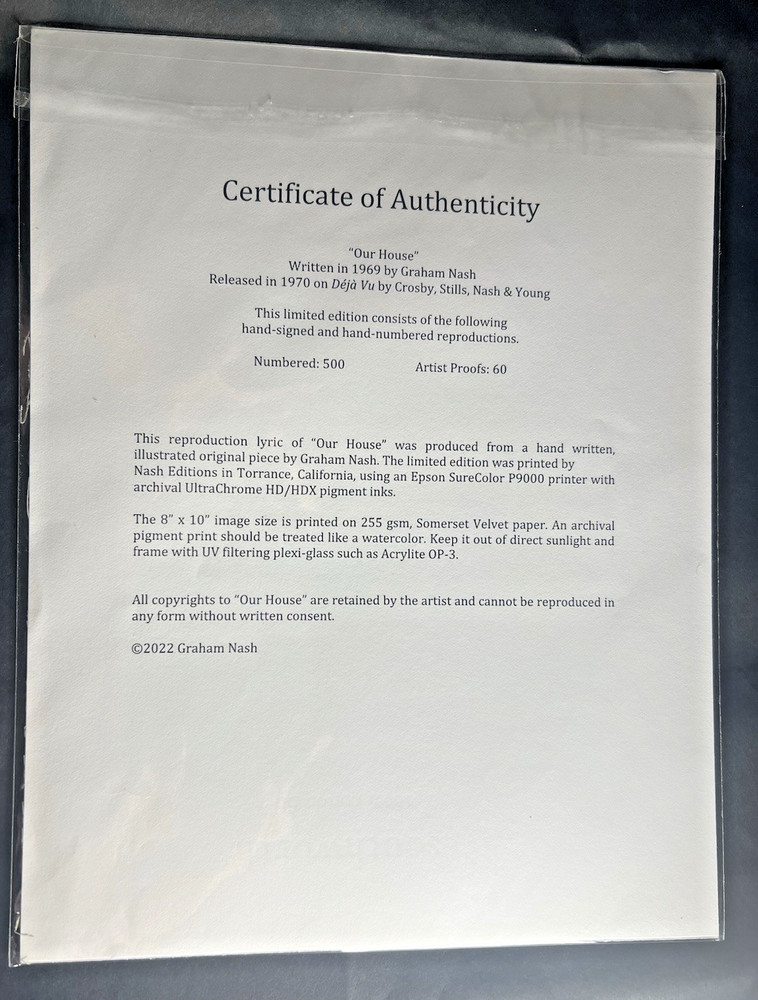 Certificate of Authenticity
“Our House”
Written in 1969 by Graham Nash
Released in 1970 on Déjà Vu by Crosby, Stills, Nash & Young
This limited edition consists of the following
hand-signed and hand-numbered reproductions.
Numbered: 500 Artist Proofs: 60
This reproduction lyric of “Our House” was produced from a hand written,
illustrated original piece by Graham Nash. The limited edition was printed by
Nash Editions in Torrance, California, using an Epson SureColor P9000 printer with
archival UltraChrome HD/HDX pigment inks.
The 8” x 10” image size is printed on 255 gsm, Somerset Velvet paper. An archival
pigment print should be treated like a watercolor. Keep it out of direct sunlight and
frame with UV filtering plexi-glass such as Acrylite OP-3.
All copyrights to “Our House” are retained by the artist and cannot be reproduced in
any form without written consent.
©2022 Graham Nash